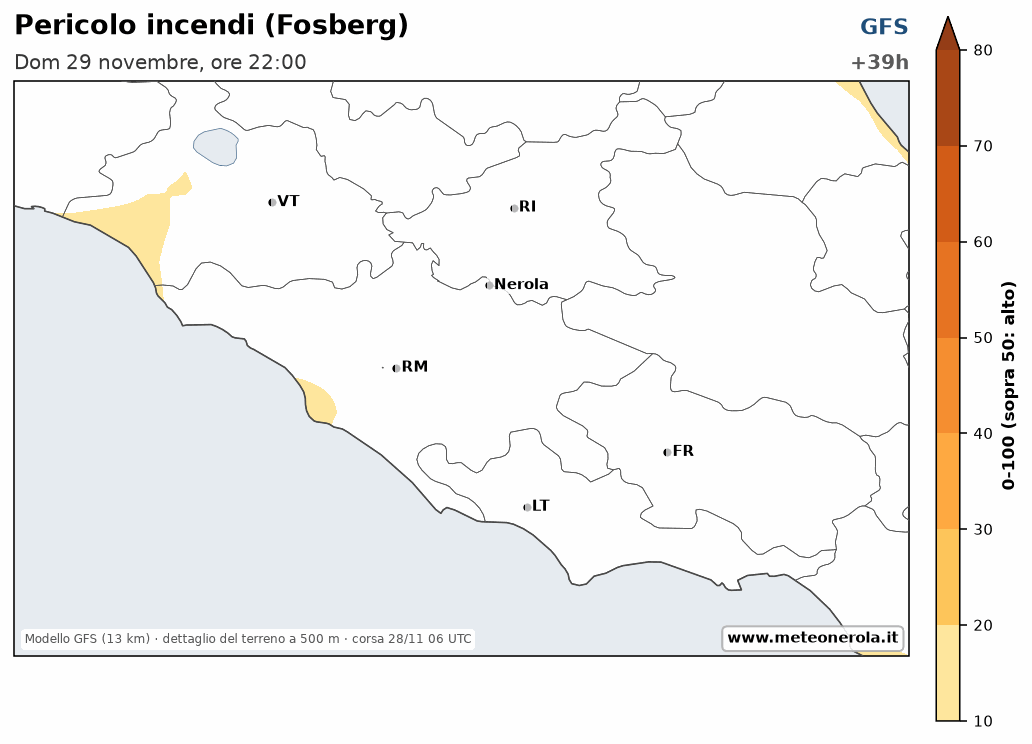 Pericolo incendi (Fosberg)
GFS
Dom 29 novembre, ore 22:00
+39h
80
70
60
50
40
30
20
10
0-100 (sopra 50: alto)
VT
RI
Nerola
RM
FR
LT
Modello GFS (13 km) · dettaglio del terreno a 500 m · corsa 28/11 06 UTC
www.meteonerola.it